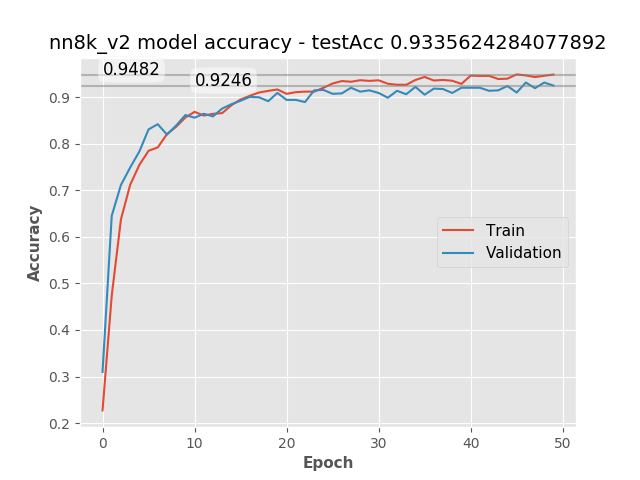 nn8k_v2 model accuracy - testAcc 0.9335624284077892
0.9482
0.9246
0.9
0.8
0.7
0.6
0.5
0.4
0.3
0.2
Accuracy
Train
Validation
0 10 20 30 40 50
Epoch